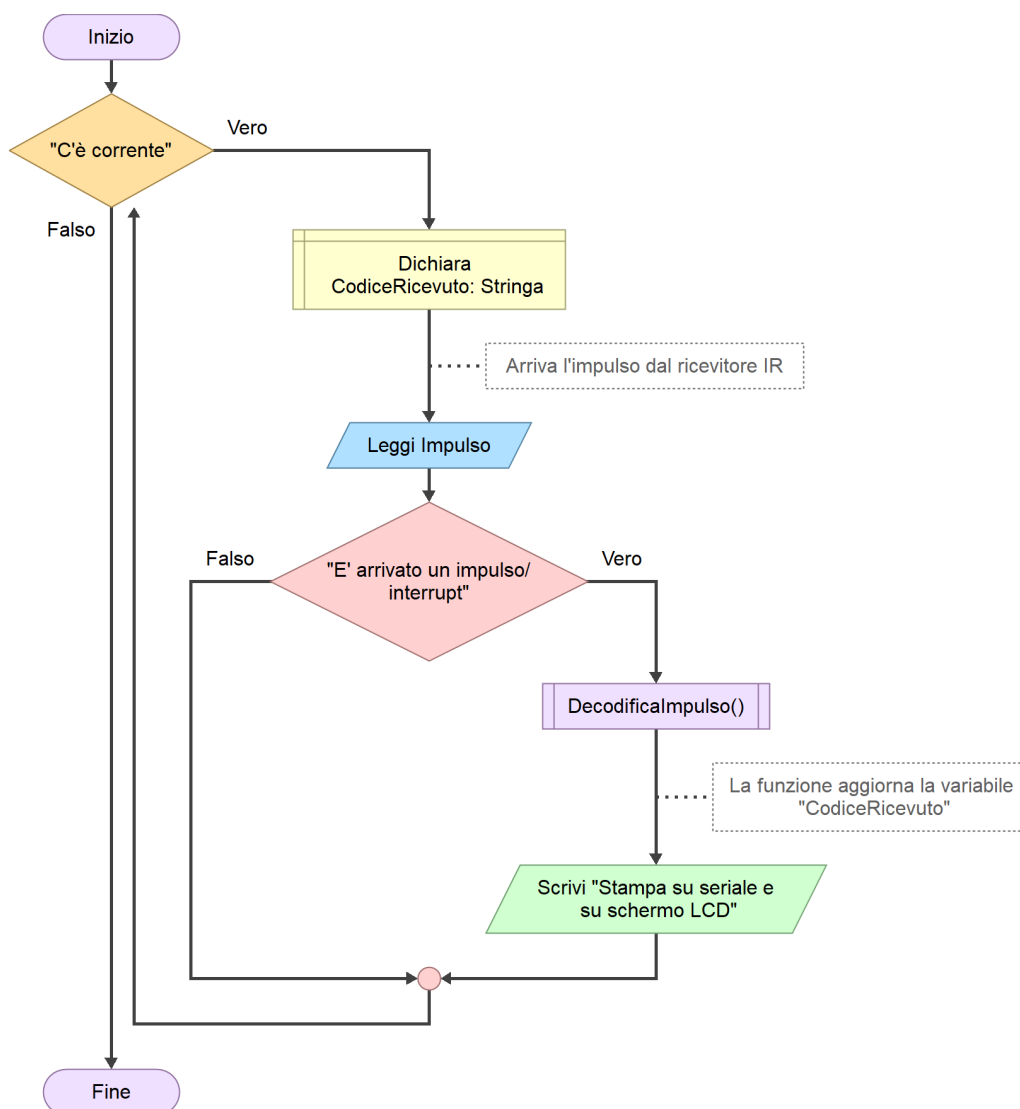 Inizio
"C'è corrente"
Vero
Falso
Dichiara
CodiceRicevuto: Stringa
Arriva l'impulso dal ricevitore IR
Leggi Impulso
Falso
"E' arrivato un impulso/
interrupt"
Vero
DecodificaImpulso()
La funzione aggiorna la variabile
"CodiceRicevuto"
Scrivi "Stampa su seriale e
su schermo LCD"
Fine